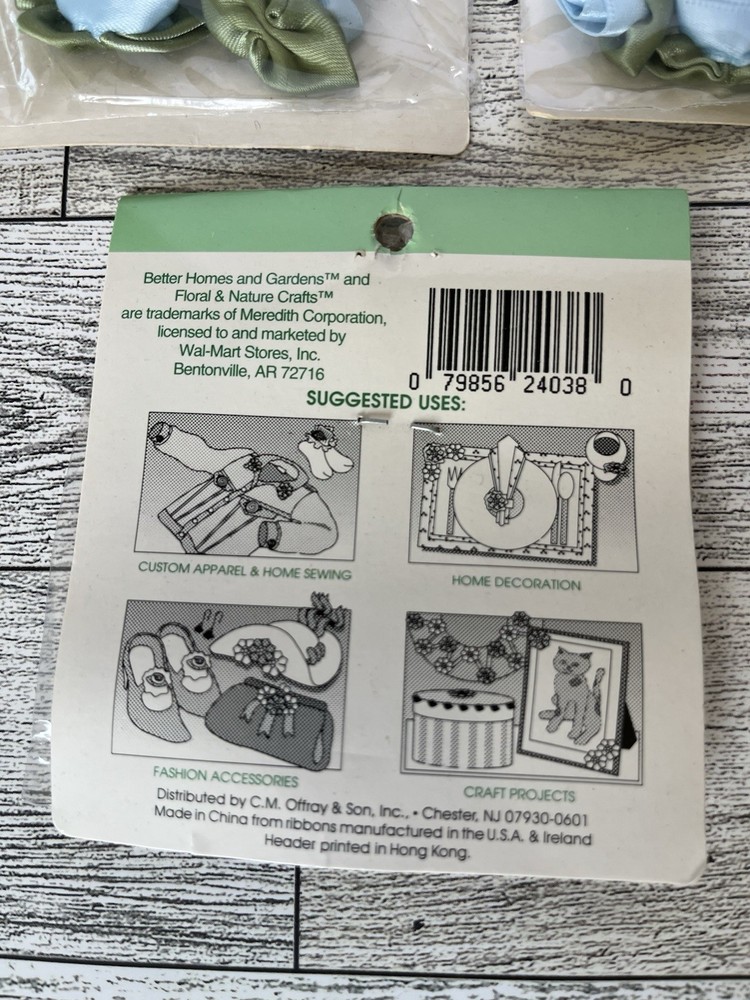 Better Homes and Gardens™ and
Floral & Nature Crafts™
are trademarks of Meredith Corporation,
licensed to and marketed by
Wal-Mart Stores, Inc.
Bentonville, AR 72716
0 79856 24038 0
SUGGESTED USES:
CUSTOM APPAREL & HOME SEWING
HOME DECORATION
FASHION ACCESSORIES
CRAFT PROJECTS
Distributed by C.M. Offray & Son, Inc., • Chester, NJ 07930-0601
Made in China from ribbons manufactured in the U.S.A. & Ireland
Header printed in Hong Kong.